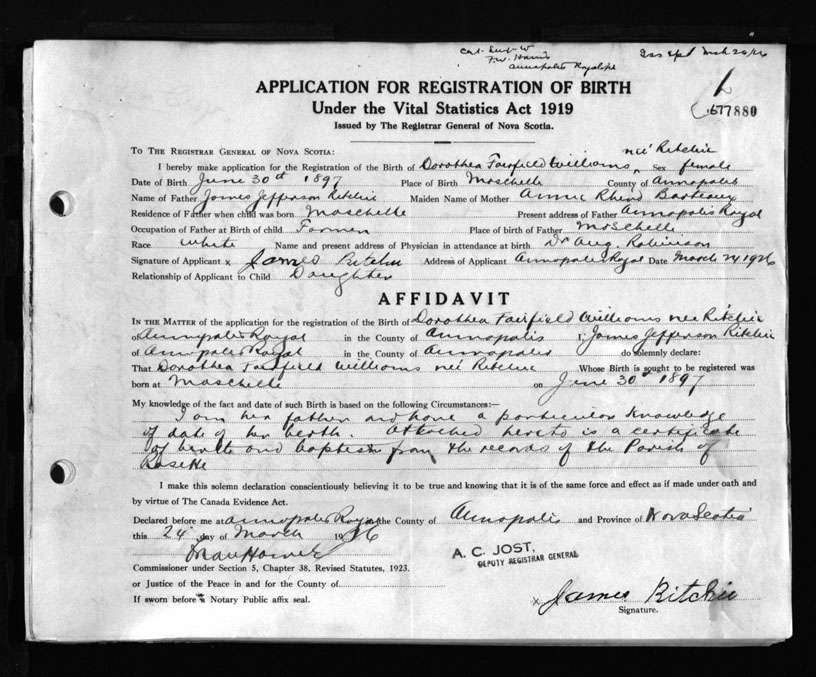 F.W. Harris
Annapolis Royal
APPLICATION FOR REGISTRATION OF BIRTH
Under the Vital Statistics Act 1919
Issued by The Registrar General of Nova Scotia.
677880
To The Registrar General of Nova Scotia:
neé Ritchie
I hereby make application for the Registration of the Birth of Dorothea Fairfield Williams Sex female
Date of Birth June 30th 1897 Place of Birth Moschelle County of Annapolis
Name of Father James Jefferson Ritchie Maiden Name of Mother Annie Barteaux
Residence of Father when child was born Moschelle Present address of Father Annapolis Royal
Occupation of Father at Birth of child Farmer Place of birth of Father Moschelle
Race white Name and present address of Physician in attendance at birth Dr Aug. Robinson
Signature of Applicant x James Ritchie Address of Applicant Annapolis Royal Date March 24 1926
Relationship of Applicant to Child Daughter
AFFIDAVIT
In the Matter of the application for the registration of the Birth of Dorothea Fairfield Williams neé Ritchie
of Annapolis Royal in the County of Annapolis I, James Jefferson Ritchie
of Annapolis Royal in the County of Annapolis do solemnly declare:
That Dorothea Fairfield Williams neé Ritchie Whose Birth is sought to be registered was
born at Moschelle on June 30th 1897
My knowledge of the fact and date of such Birth is based on the following Circumstances:—
I am her father and have a particular knowledge
of date of her berth. Attached hereto is a certificate
of berth and baptism from the records of the Parish of
Rosette
I make this solemn declaration conscientiously believing it to be true and knowing that it is of the same force and effect as if made under oath and
by virtue of The Canada Evidence Act.
Declared before me at Annapolis Royal the County of Annapolis and Province of Nova Scotia
this 24 day of March 1926
Commissioner under Section 5, Chapter 38, Revised Statutes, 1923.
A. C. JOST,
DEPUTY REGISTRAR GENERAL
or Justice of the Peace in and for the County of
If sworn before a Notary Public affix seal.
x James Ritchie
Signature.